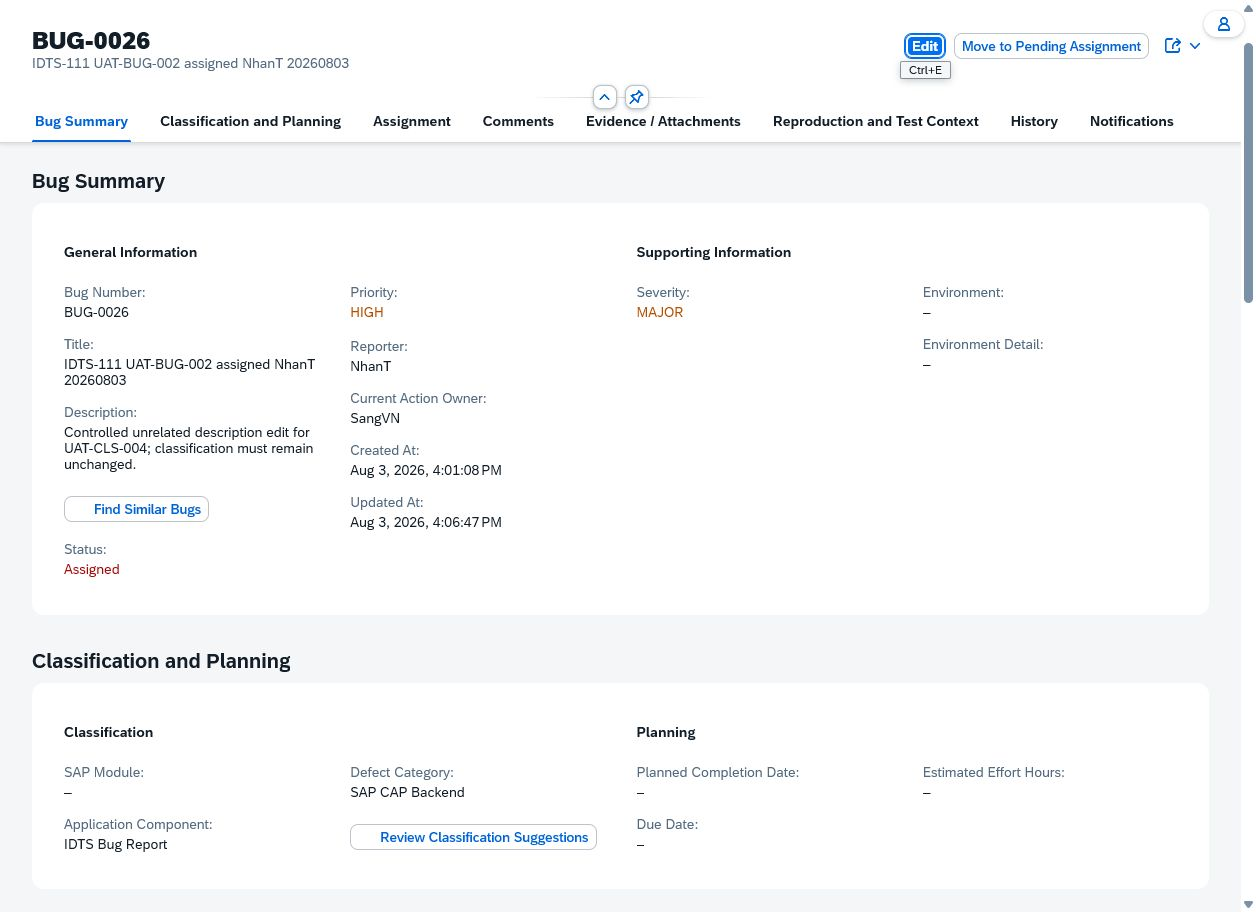 BUG-0026
IDTS-111 UAT-BUG-002 assigned NhanT 20260803
Edit
Move to Pending Assignment
Ctrl+E
Bug Summary
Classification and Planning
Assignment
Comments
Evidence / Attachments
Reproduction and Test Context
History
Notifications
Bug Summary
General Information
Bug Number:
BUG-0026
Title:
IDTS-111 UAT-BUG-002 assigned NhanT
20260803
Description:
Controlled unrelated description edit for
UAT-CLS-004; classification must remain
unchanged.
Find Similar Bugs
Status:
Assigned
Priority:
HIGH
Reporter:
NhanT
Current Action Owner:
SangVN
Created At:
Aug 3, 2026, 4:01:08 PM
Updated At:
Aug 3, 2026, 4:06:47 PM
Supporting Information
Severity:
MAJOR
Environment:
–
Environment Detail:
–
Classification and Planning
Classification
SAP Module:
–
Application Component:
IDTS Bug Report
Defect Category:
SAP CAP Backend
Review Classification Suggestions
Planning
Planned Completion Date:
–
Due Date:
–
Estimated Effort Hours:
–